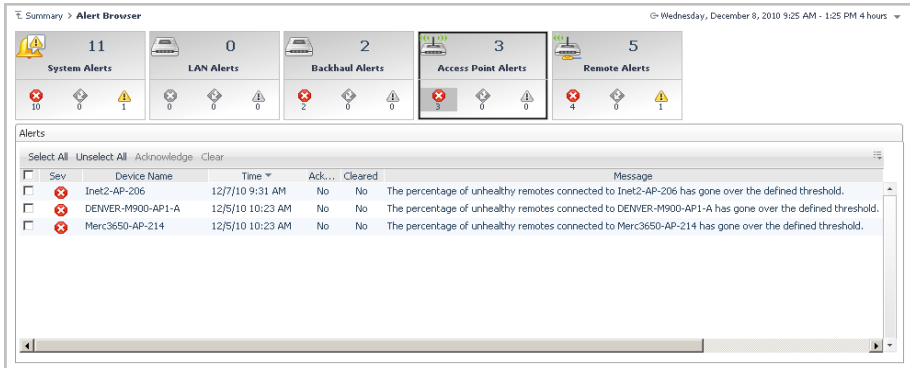 Summary > Alert Browser
Wednesday, December 8, 2010 9:25 AM - 1:25 PM 4 hours
11
System Alerts
10 0 1
0
LAN Alerts
0 0 0
2
Backhaul Alerts
2 0 0
3
Access Point Alerts
3 0 0
5
Remote Alerts
4 0 1
Alerts
Select All Unselect All Acknowledge Clear
Sev Device Name Time Ack... Cleared Message
Inet2-AP-206 12/7/10 9:31 AM No No The percentage of unhealthy remotes connected to Inet2-AP-206 has gone over the defined threshold.
DENVER-M900-AP1-A 12/5/10 10:23 AM No No The percentage of unhealthy remotes connected to DENVER-M900-AP1-A has gone over the defined threshold.
Merc3650-AP-214 12/5/10 10:23 AM No No The percentage of unhealthy remotes connected to Merc3650-AP-214 has gone over the defined threshold.